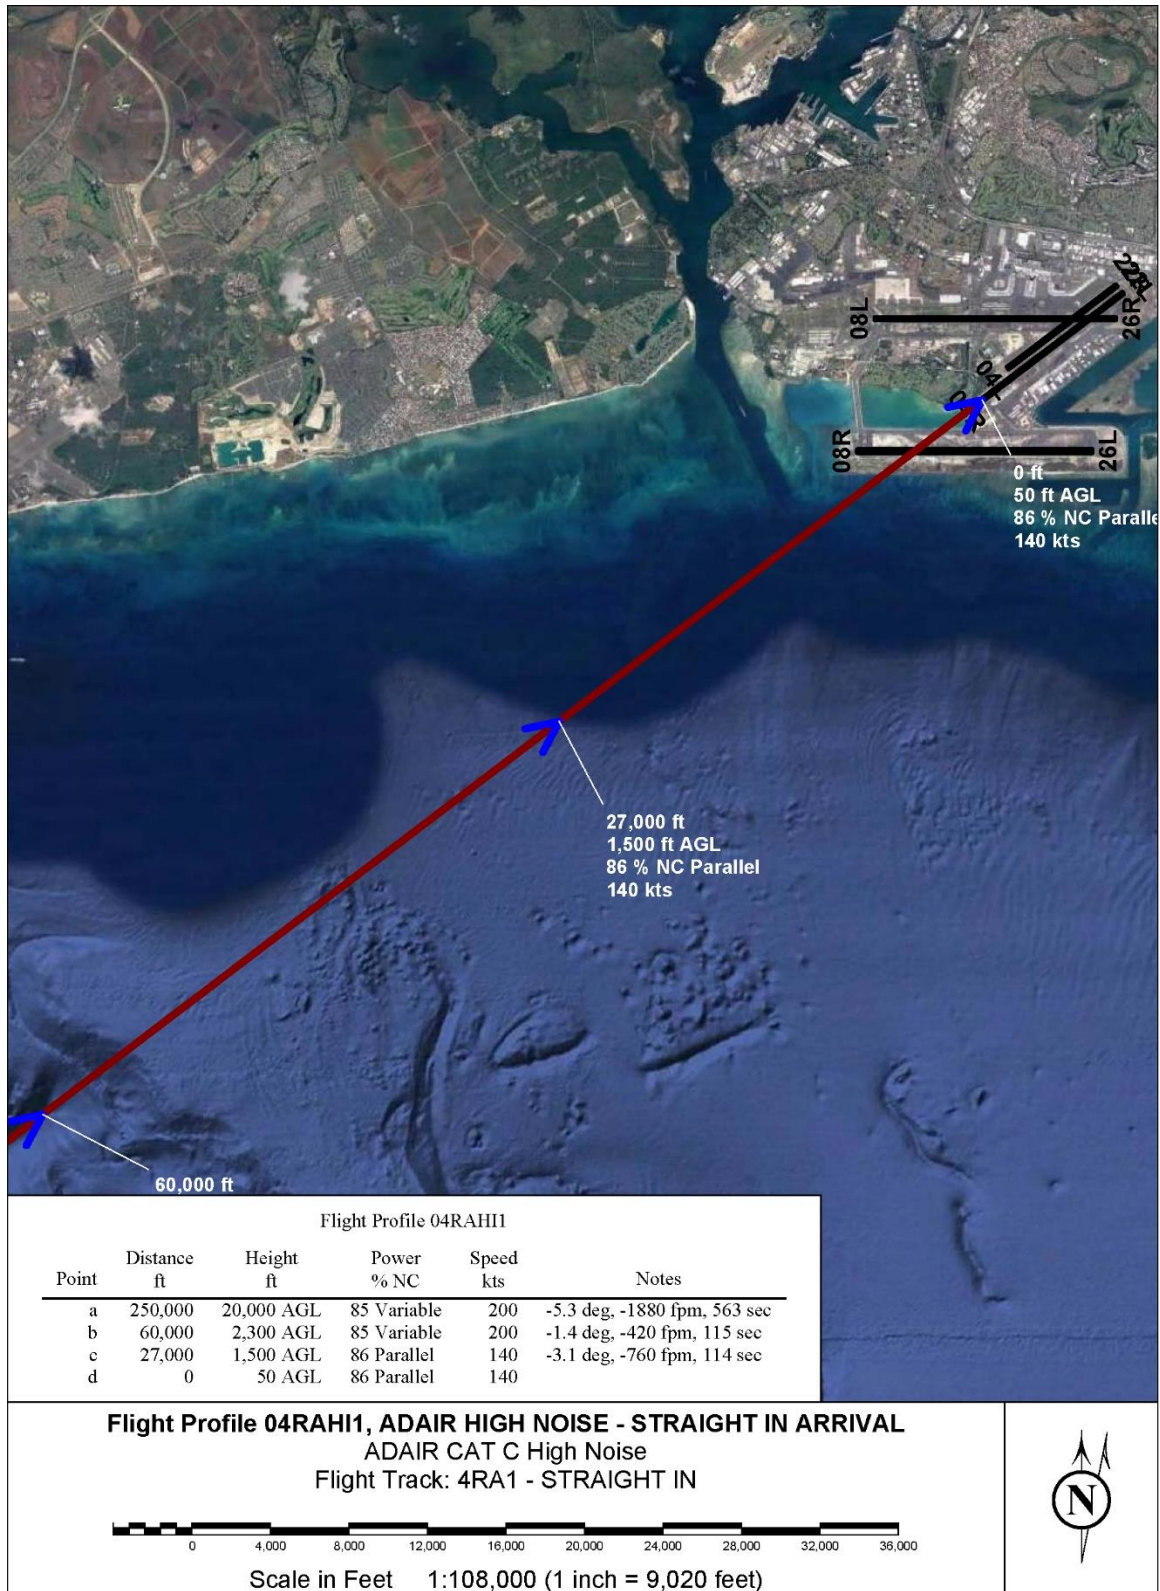 22L
08L
26R
04L
08R
26L
0 ft
50 ft AGL
86 % NC Paralle
140 kts
27,000 ft
1,500 ft AGL
86 % NC Parallel
140 kts
60,000 ft
Flight Profile 04RAHI1
Point Distance ft Height ft Power % NC Speed kts Notes
a 250,000 20,000 AGL 85 Variable 200 -5.3 deg, -1880 fpm, 563 sec
b 60,000 2,300 AGL 85 Variable 200 -1.4 deg, -420 fpm, 115 sec
c 27,000 1,500 AGL 86 Parallel 140 -3.1 deg, -760 fpm, 114 sec
d 0 50 AGL 86 Parallel 140
Flight Profile 04RAHI1, ADAIR HIGH NOISE - STRAIGHT IN ARRIVAL
ADAIR CAT C High Noise
Flight Track: 4RA1 - STRAIGHT IN
N
0 4,000 8,000 12,000 16,000 20,000 24,000 28,000 32,000 36,000
Scale in Feet 1:108,000 (1 inch = 9,020 feet)